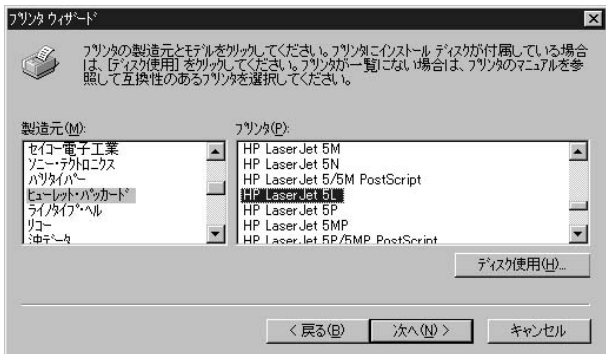 プリンタ ウィザード
プリンタの製造元とモデルをクリックしてください。プリンタにインストール ディスクが付属している場合
は、[ディスク使用] をクリックしてください。プリンタが一覧にない場合は、プリンタのマニュアルを参
照して互換性のあるプリンタを選択してください。
製造元(M):
セイコー電子工業
ソニー・テクトロニクス
バリタイパー
ヒューレット・パッカード
ライノタイプ・ヘル
リコー
沖データ
プリンタ(P):
HP LaserJet 5M
HP LaserJet 5N
HP LaserJet 5/5M PostScript
HP LaserJet 5L
HP LaserJet 5P
HP LaserJet 5MP
HP LaserJet 5P/5MP PostScript
ディスク使用(H)...
< 戻る(B)
次へ(N) >
キャンセル